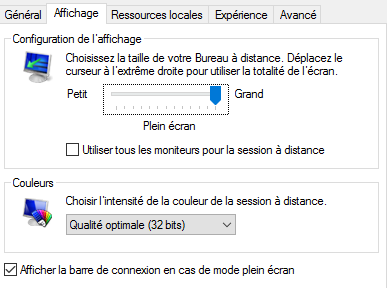 Général Affichage Ressources locales Expérience Avancé
Configuration de l'affichage
Choisissez la taille de votre Bureau à distance. Déplacez le
curseur à l'extrême droite pour utiliser la totalité de l'écran.
Petit Grand
Plein écran
Utiliser tous les moniteurs pour la session à distance
Couleurs
Choisir l'intensité de la couleur de la session à distance.
Qualité optimale (32 bits)
Afficher la barre de connexion en cas de mode plein écran